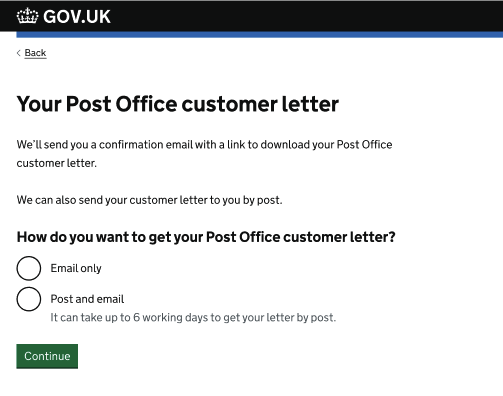 GOV.UK
Back
Your Post Office customer letter
We'll send you a confirmation email with a link to download your Post Office
customer letter.
We can also send your customer letter to you by post.
How do you want to get your Post Office customer letter?
Email only
Post and email
It can take up to 6 working days to get your letter by post.
Continue